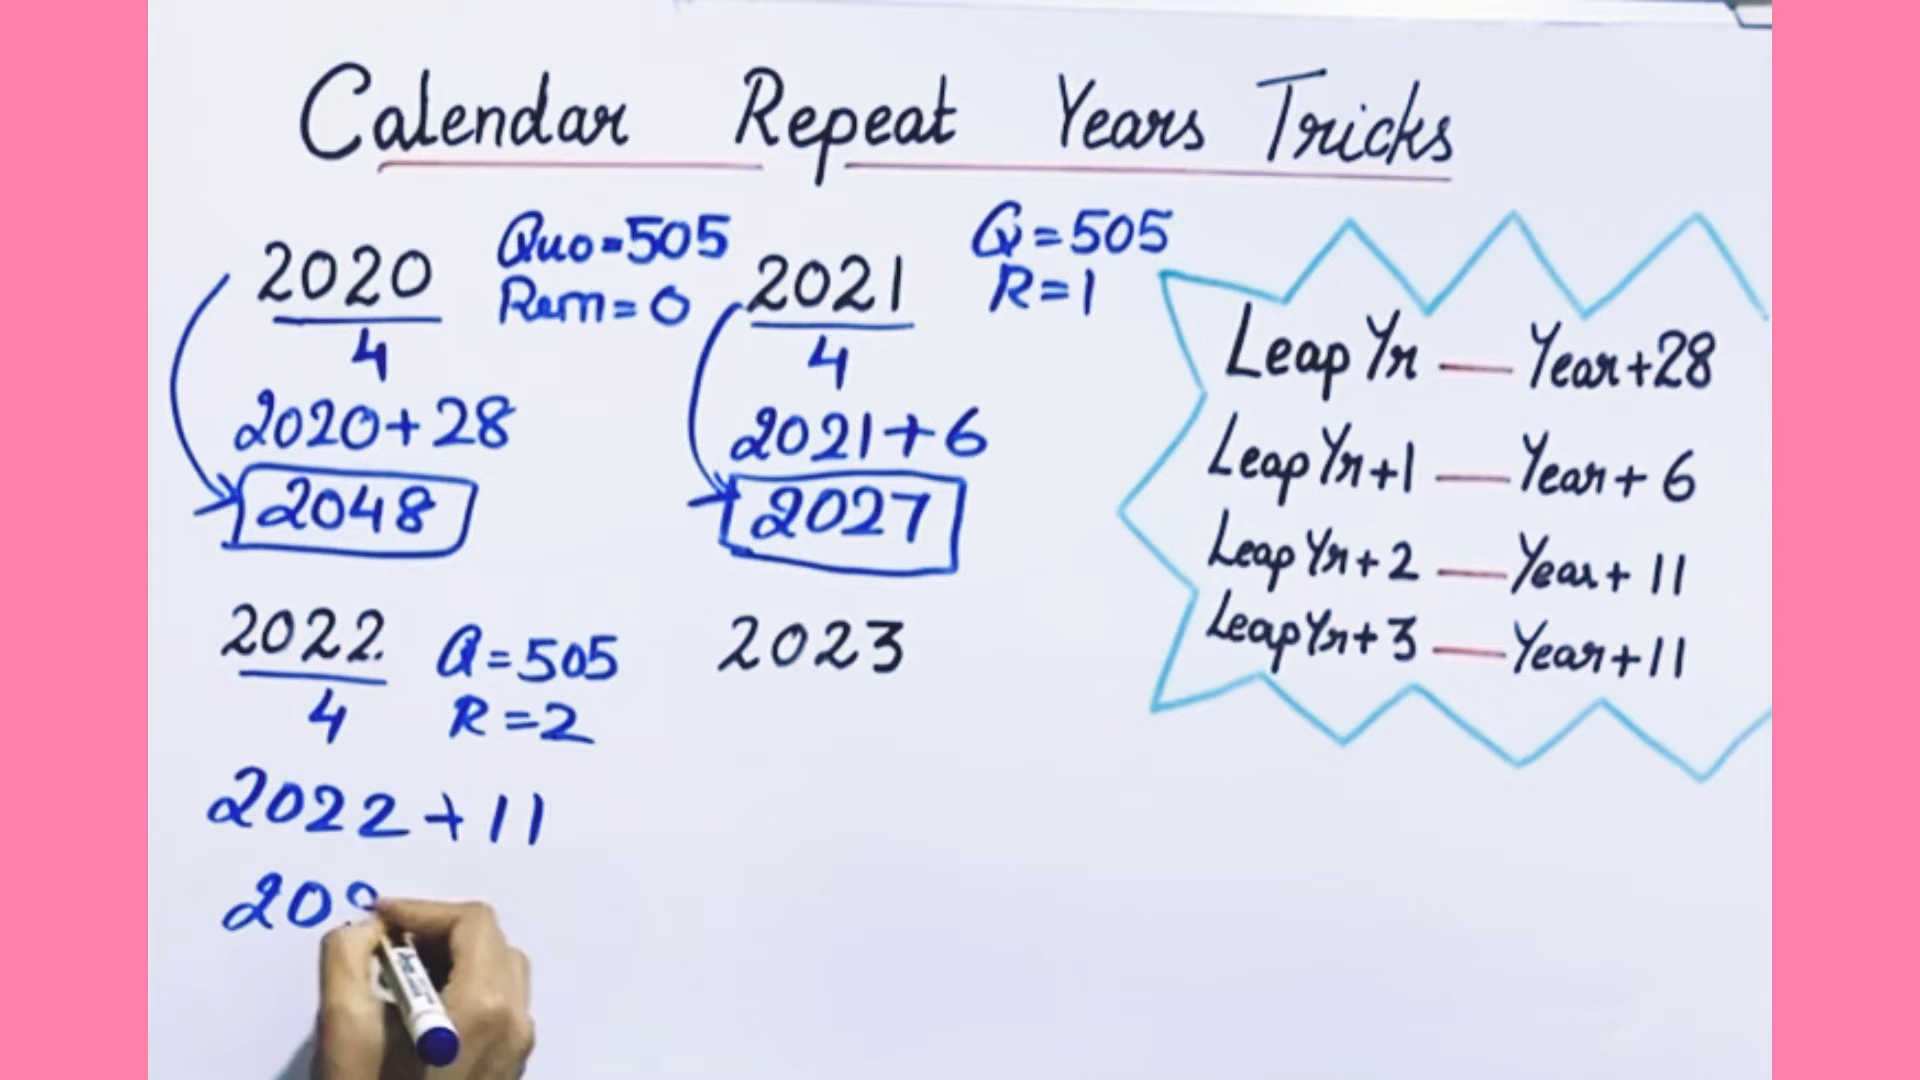 Calendar Repeat Years Tricks
2020
4
Quo=505
Rem=0
2020+28
2048
2021
4
Q=505
R=1
2021+6
2027
2022.
4
Q=505
R=2
2022+11
20
2023
Leap Yr — Year+28
Leap Yr+1 — Year+6
Leap Yr+2 — Year+11
Leap Yr+3 — Year+11